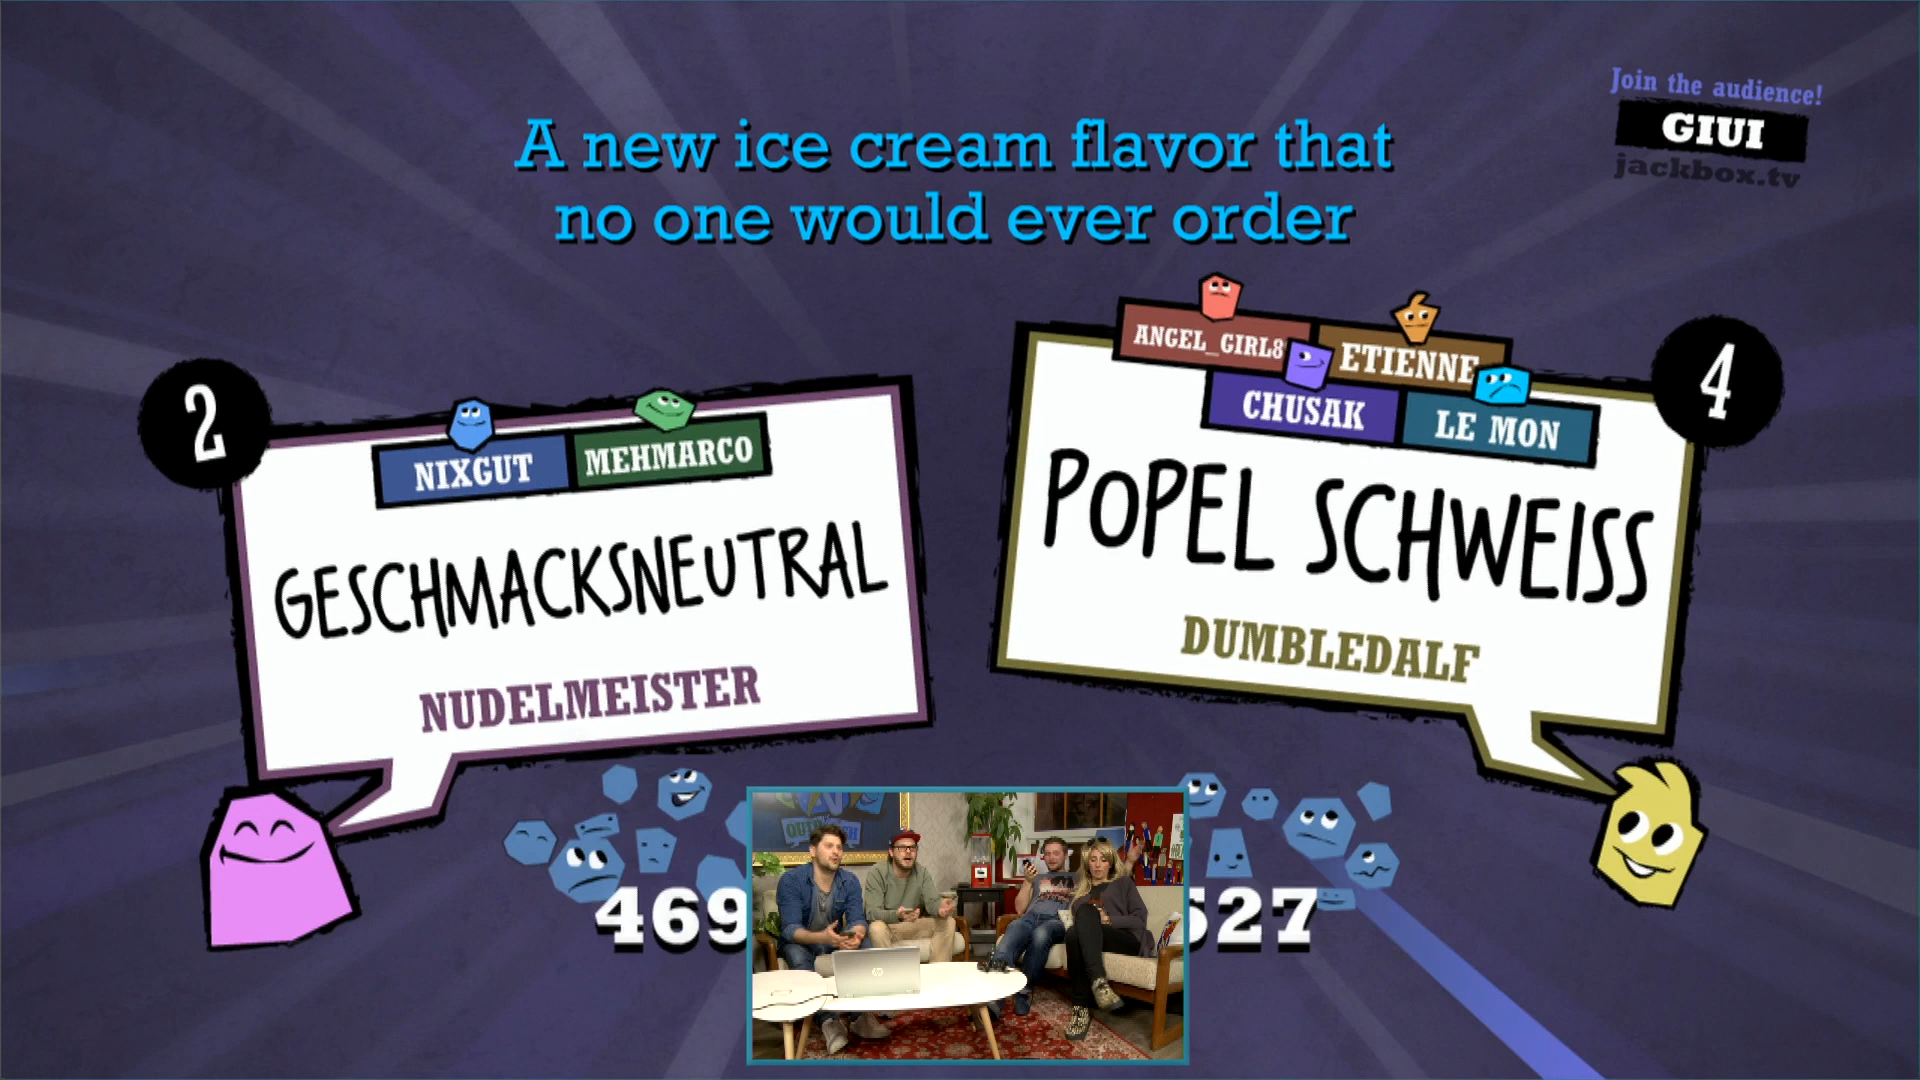 Join the audience!
GIUI
jackbox.tv
A new ice cream flavor that
no one would ever order
2
NIXGUT
MEHMARCO
GESCHMACKSNEUTRAL
NUDELMEISTER
ANGEL_GIRL8
ETIENNE
CHUSAK
LE MON
4
POPEL SCHWEISS
DUMBLEDALF
469
527
hp